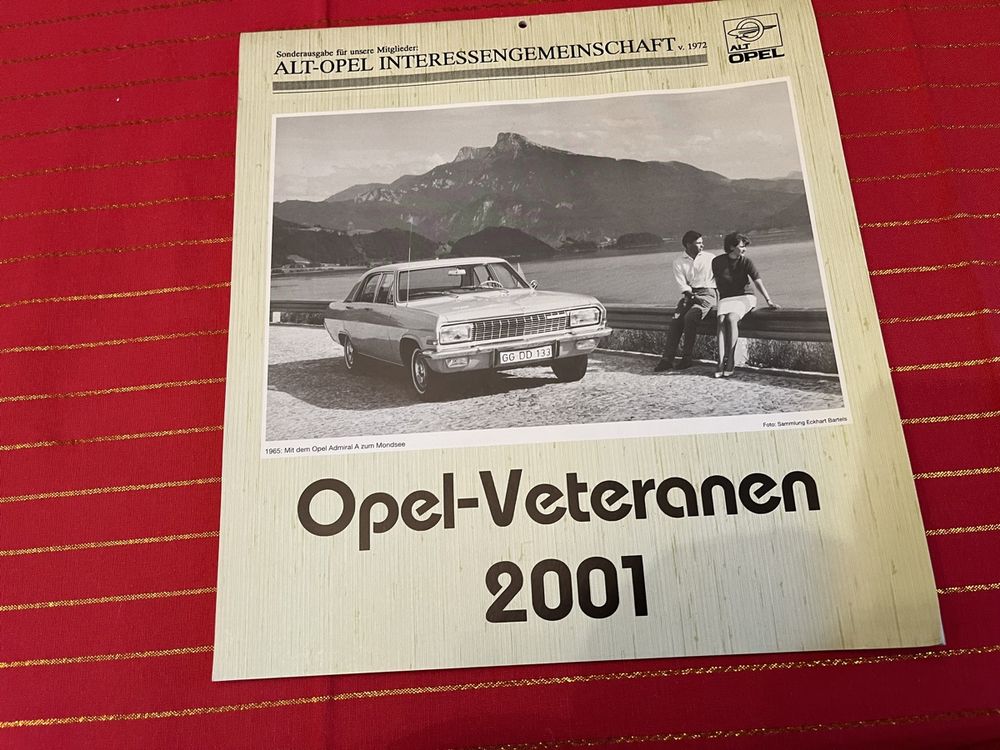 Sonderausgabe für unsere Mitglieder:
ALT-OPEL INTERESSENGEMEINSCHAFT v. 1972
ALT
OPEL
GG DD 133
1965: Mit dem Opel Admiral A zum Mondsee
Foto: Sammlung Eckhart Bartels
Opel-Veteranen
2001